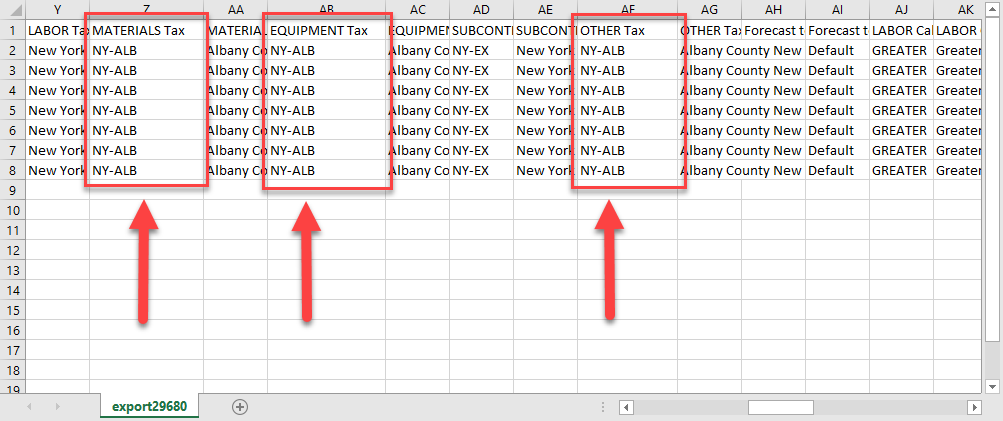 Y Z AA AB AC AD AE AF AG AH AI AJ AK
1 LABOR Tax MATERIALS Tax MATERIAL EQUIPMENT Tax EQUIPMEN SUBCONTI SUBCONTI OTHER Tax OTHER Tax Forecast t Forecast t LABOR Cal LABOR
2 New York NY-ALB Albany Co NY-ALB Albany Co NY-EX New York NY-ALB Albany County New Default GREATER Greater
3 New York NY-ALB Albany Co NY-ALB Albany Co NY-EX New York NY-ALB Albany County New Default GREATER Greater
4 New York NY-ALB Albany Co NY-ALB Albany Co NY-EX New York NY-ALB Albany County New Default GREATER Greater
5 New York NY-ALB Albany Co NY-ALB Albany Co NY-EX New York NY-ALB Albany County New Default GREATER Greater
6 New York NY-ALB Albany Co NY-ALB Albany Co NY-EX New York NY-ALB Albany County New Default GREATER Greater
7 New York NY-ALB Albany Co NY-ALB Albany Co NY-EX New York NY-ALB Albany County New Default GREATER Greater
8 New York NY-ALB Albany Co NY-ALB Albany Co NY-EX New York NY-ALB Albany County New Default GREATER Greater
9
10
11
12
13
14
15
16
17
18
19
export29680